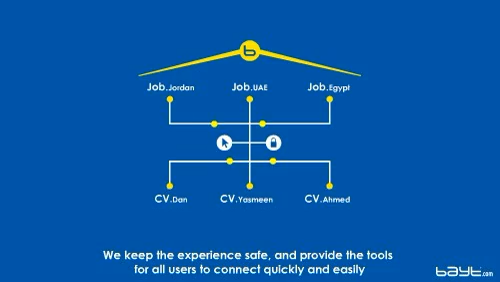 b
Job.Jordan Job.UAE Job.Egypt
CV.Dan CV.Yasmeen CV.Ahmed
We keep the experience safe, and provide the tools
for all users to connect quickly and easily
bayt.com